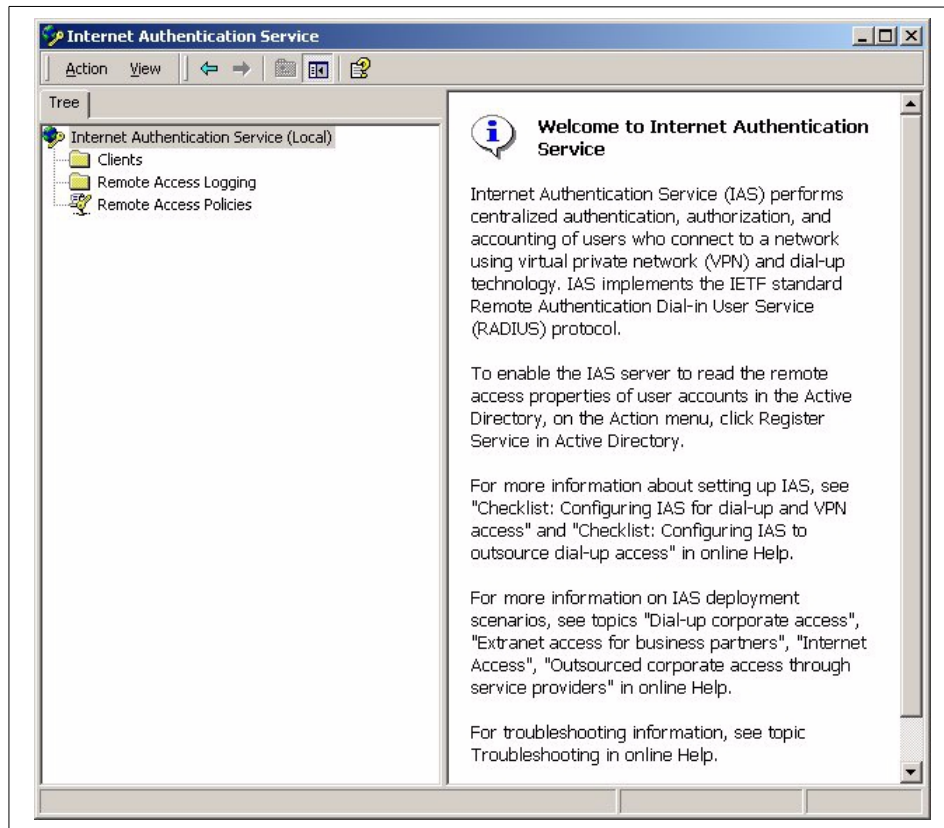 Internet Authentication Service
Action View
Tree
Internet Authentication Service (Local)
Clients
Remote Access Logging
Remote Access Policies
Welcome to Internet Authentication
Service
Internet Authentication Service (IAS) performs
centralized authentication, authorization, and
accounting of users who connect to a network
using virtual private network (VPN) and dial-up
technology. IAS implements the IETF standard
Remote Authentication Dial-in User Service
(RADIUS) protocol.
To enable the IAS server to read the remote
access properties of user accounts in the Active
Directory, on the Action menu, click Register
Service in Active Directory.
For more information about setting up IAS, see
"Checklist: Configuring IAS for dial-up and VPN
access" and "Checklist: Configuring IAS to
outsource dial-up access" in online Help.
For more information on IAS deployment
scenarios, see topics "Dial-up corporate access",
"Extranet access for business partners", "Internet
Access", "Outsourced corporate access through
service providers" in online Help.
For troubleshooting information, see topic
Troubleshooting in online Help.